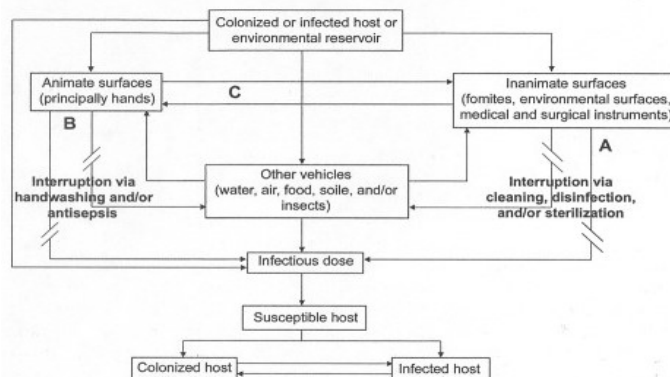 Colonized or infected host or
environmental reservoir
Animate surfaces
(principally hands)
C
Inanimate surfaces
(fomites, environmental surfaces,
medical and surgical instruments)
B
A
Interruption via
handwashing and/or
antisepsis
Other vehicles
(water, air, food, soile, and/or
insects)
Interruption via
cleaning, disinfection,
and/or sterilization
Infectious dose
Susceptible host
Colonized host
Infected host